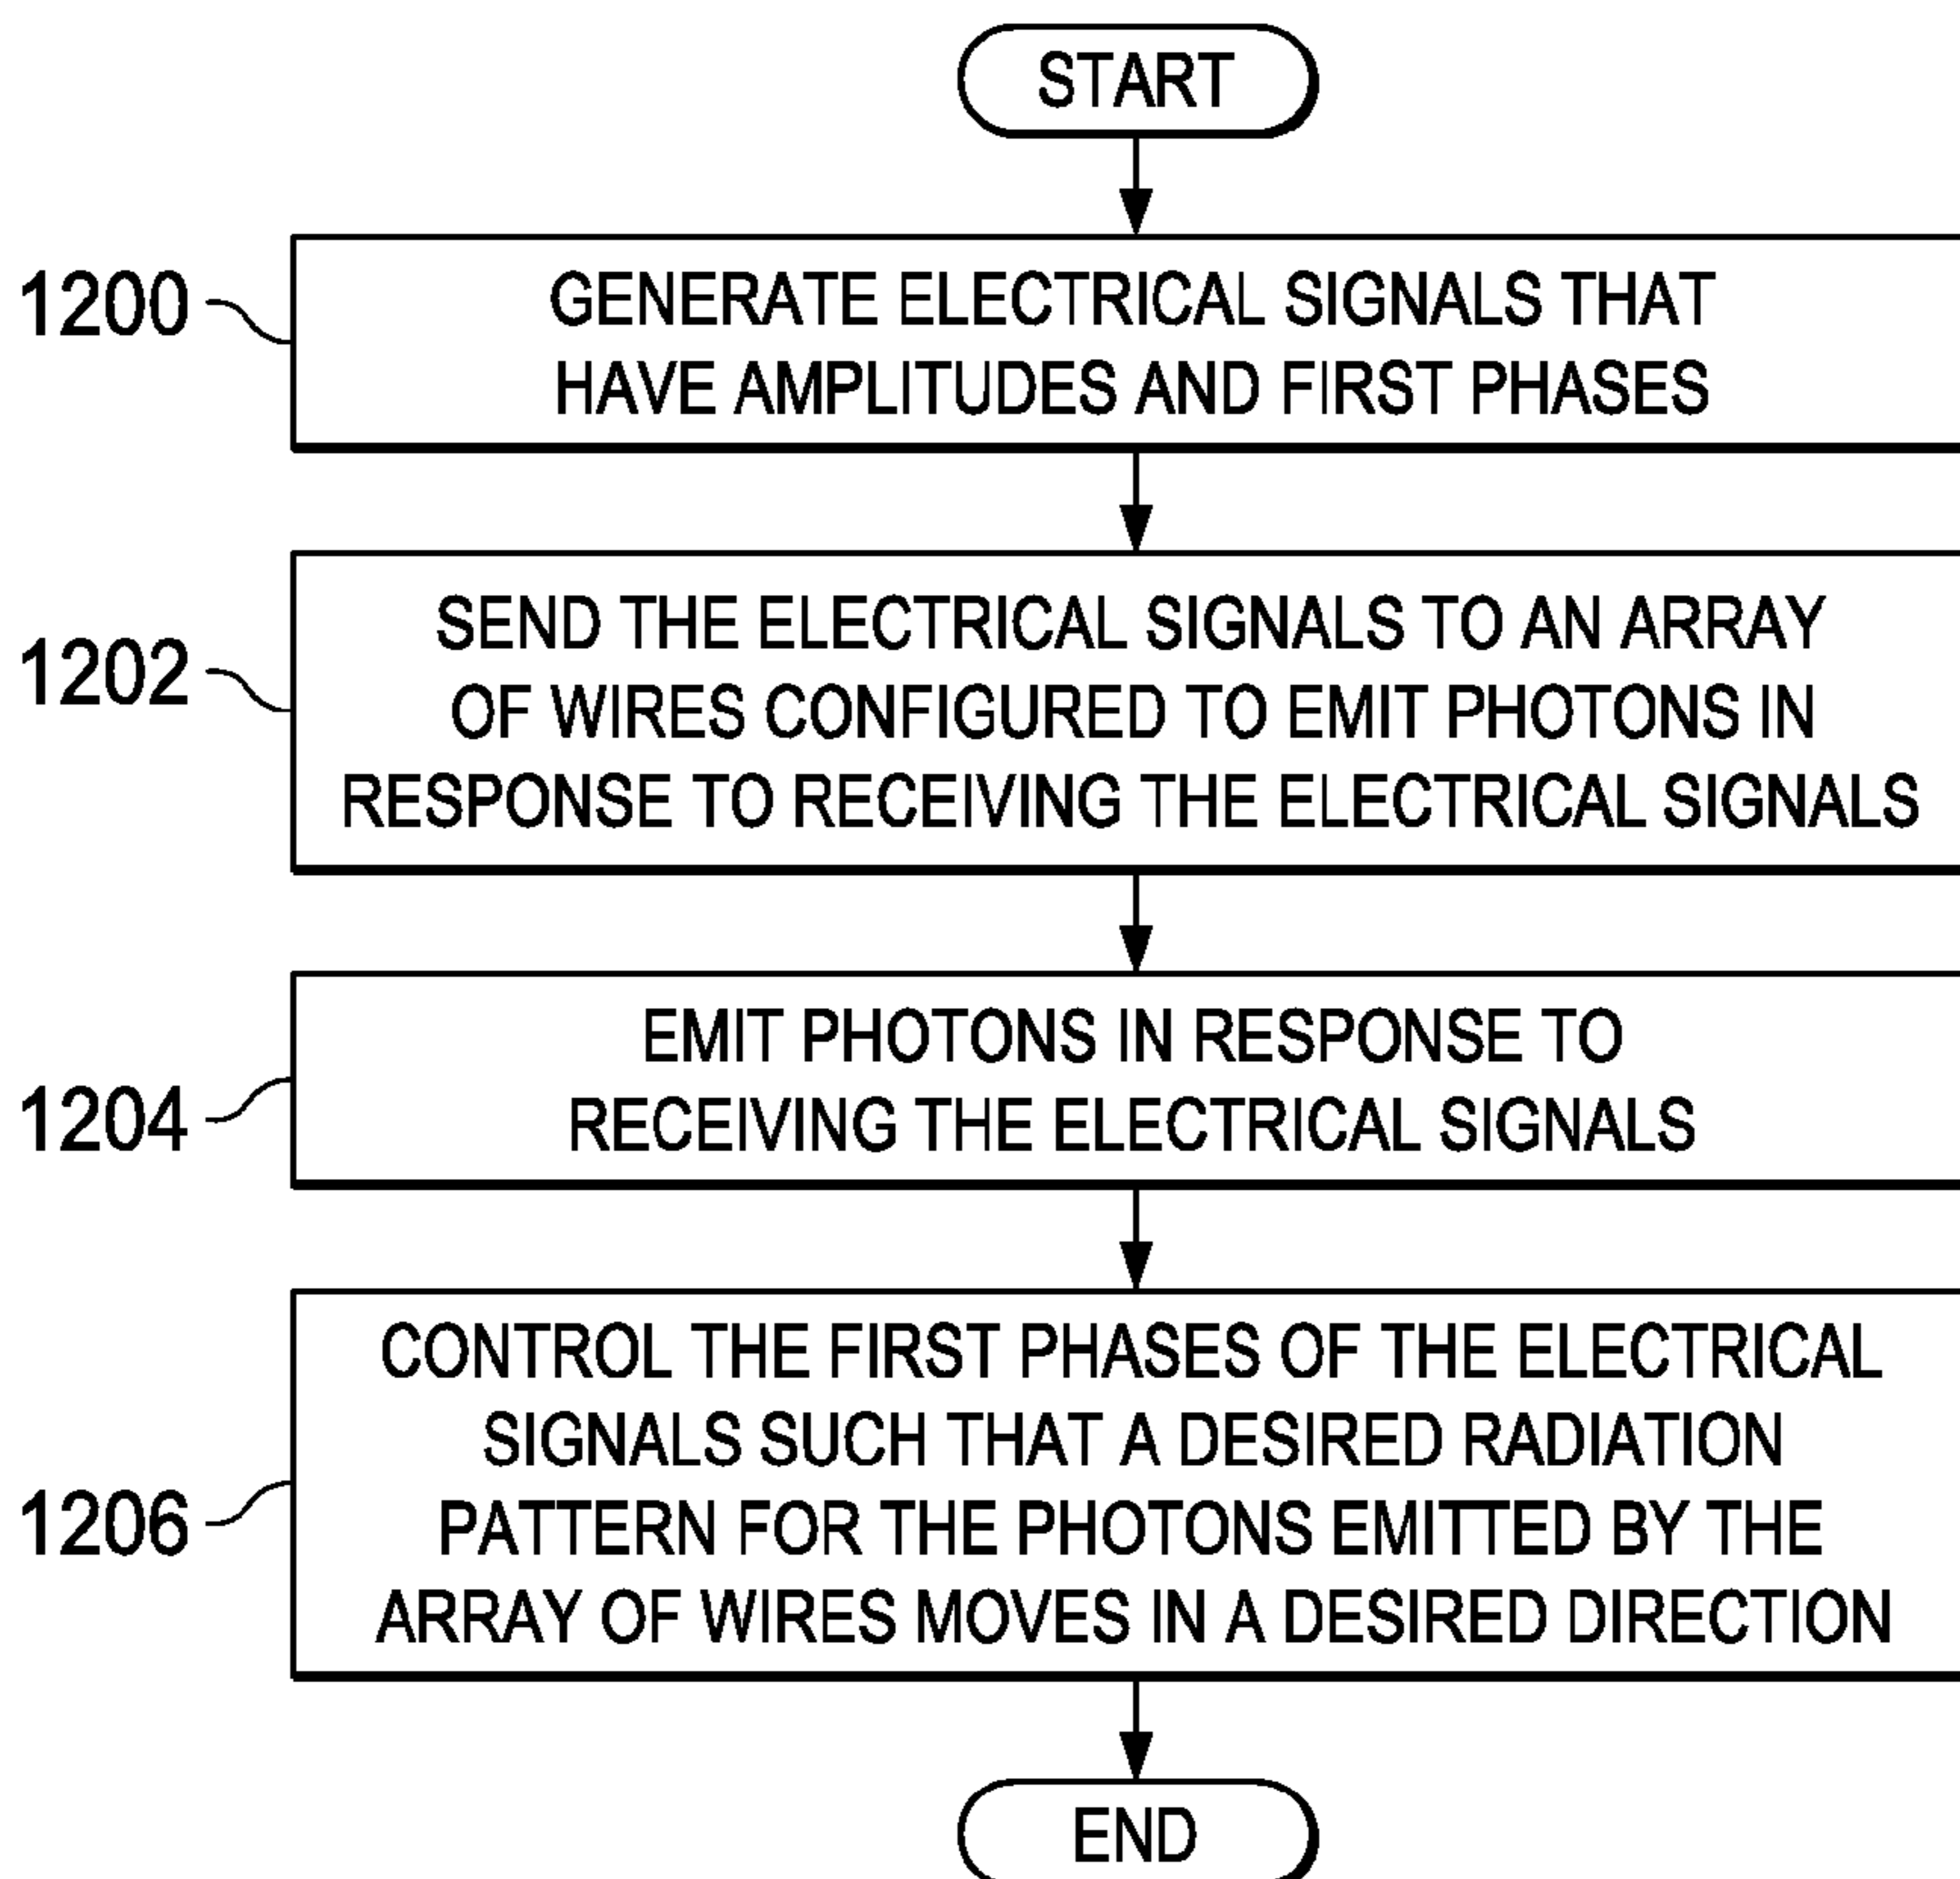 START
1200
GENERATE ELECTRICAL SIGNALS THAT
HAVE AMPLITUDES AND FIRST PHASES
1202
SEND THE ELECTRICAL SIGNALS TO AN ARRAY
OF WIRES CONFIGURED TO EMIT PHOTONS IN
RESPONSE TO RECEIVING THE ELECTRICAL SIGNALS
1204
EMIT PHOTONS IN RESPONSE TO
RECEIVING THE ELECTRICAL SIGNALS
1206
CONTROL THE FIRST PHASES OF THE ELECTRICAL
SIGNALS SUCH THAT A DESIRED RADIATION
PATTERN FOR THE PHOTONS EMITTED BY THE
ARRAY OF WIRES MOVES IN A DESIRED DIRECTION
END